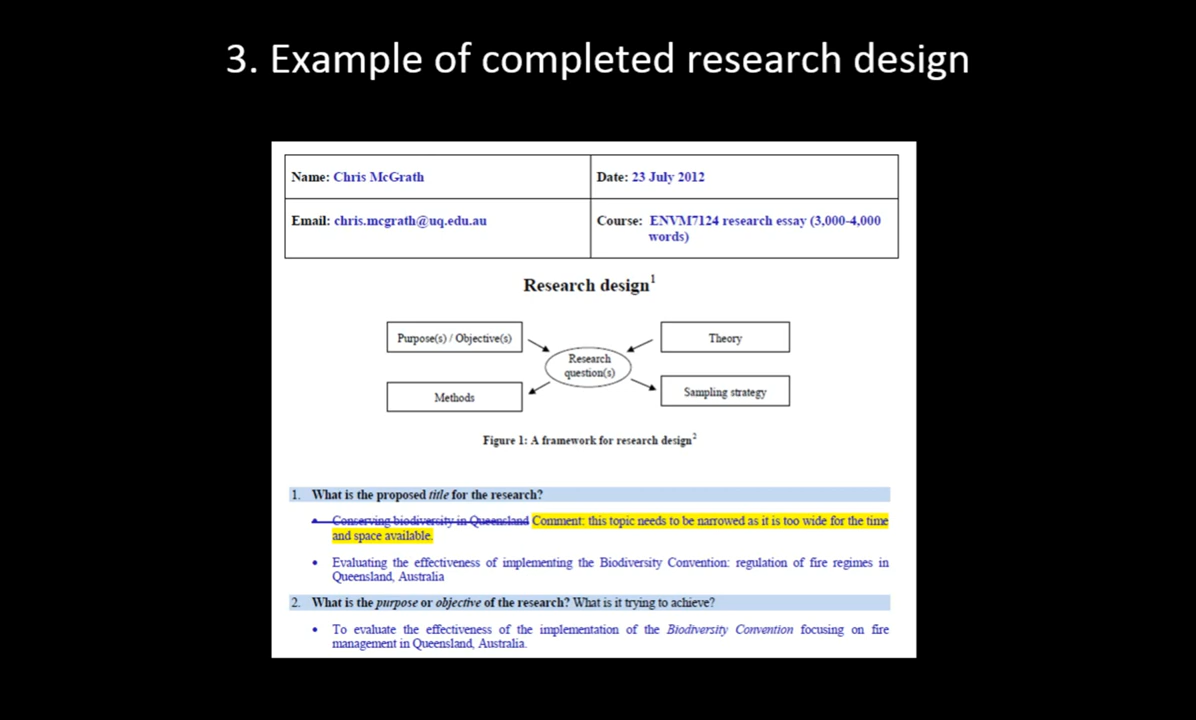 3. Example of completed research design
Name: Chris McGrath
Date: 23 July 2012
Email: chris.mcgrath@uq.edu.au
Course: ENVM7124 research essay (3,000-4,000
words)
Research design1
Purpose(s) / Objective(s)
Theory
Research
question(s)
Methods
Sampling strategy
Figure 1: A framework for research design2
1. What is the proposed title for the research?
Conserving biodiversity in Queensland Comment: this topic needs to be narrowed as it is too wide for the time
and space available.
• Evaluating the effectiveness of implementing the Biodiversity Convention: regulation of fire regimes in
Queensland, Australia
2. What is the purpose or objective of the research? What is it trying to achieve?
• To evaluate the effectiveness of the implementation of the Biodiversity Convention focusing on fire
management in Queensland, Australia.